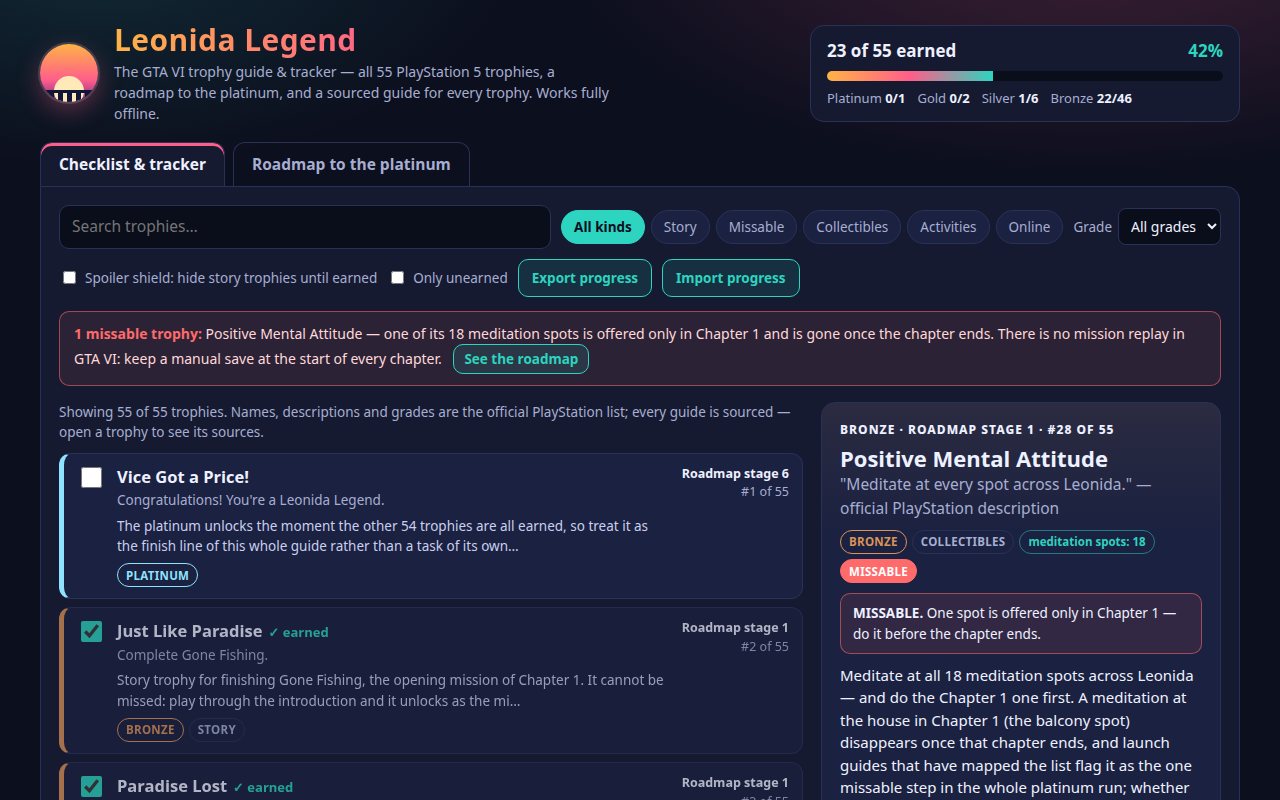 Leonida Legend
The GTA VI trophy guide & tracker — all 55 PlayStation 5 trophies, a
roadmap to the platinum, and a sourced guide for every trophy. Works fully
offline.
23 of 55 earned 42%
Platinum 0/1 Gold 0/2 Silver 1/6 Bronze 22/46
Checklist & tracker Roadmap to the platinum
Search trophies... All kinds Story Missable Collectibles Activities Online Grade All grades
Spoiler shield: hide story trophies until earned Only unearned Export progress Import progress
1 missable trophy: Positive Mental Attitude — one of its 18 meditation spots is offered only in Chapter 1 and is gone once the chapter ends. There is no mission replay in
GTA VI: keep a manual save at the start of every chapter. See the roadmap
Showing 55 of 55 trophies. Names, descriptions and grades are the official PlayStation list; every guide is sourced —
open a trophy to see its sources.
Vice Got a Price! Roadmap stage 6
Congratulations! You're a Leonida Legend. #1 of 55
The platinum unlocks the moment the other 54 trophies are all earned, so treat it as
the finish line of this whole guide rather than a task of its own...
PLATINUM
Just Like Paradise ✓ earned Roadmap stage 1
Complete Gone Fishing. #2 of 55
Story trophy for finishing Gone Fishing, the opening mission of Chapter 1. It cannot be
missed: play through the introduction and it unlocks as the mi...
BRONZE STORY
Paradise Lost ✓ earned Roadmap stage 1
BRONZE · ROADMAP STAGE 1 · #28 OF 55
Positive Mental Attitude
"Meditate at every spot across Leonida." —
official PlayStation description
BRONZE COLLECTIBLES meditation spots: 18
MISSABLE
MISSABLE. One spot is offered only in Chapter 1 —
do it before the chapter ends.
Meditate at all 18 meditation spots across Leonida
— and do the Chapter 1 one first. A meditation at
the house in Chapter 1 (the balcony spot)
disappears once that chapter ends, and launch
guides that have mapped the list flag it as the one
missable step in the whole platinum run; whether